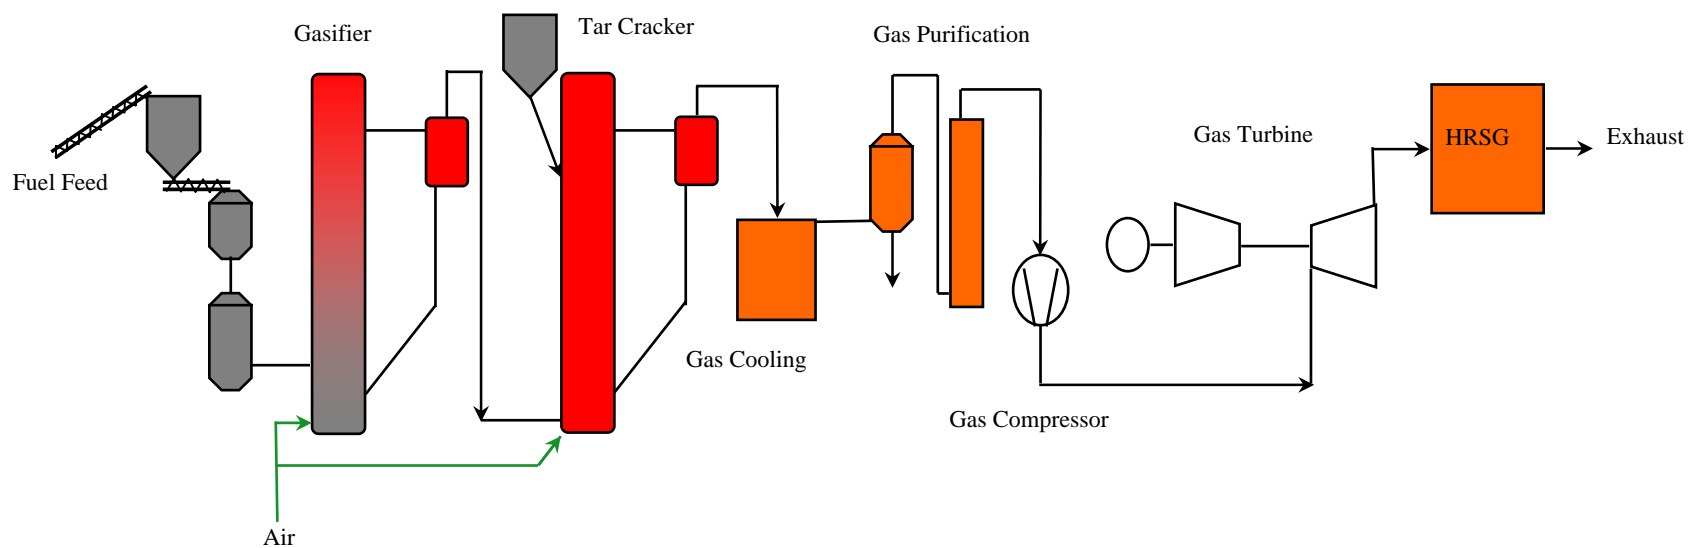 Gasifier
Tar Cracker
Gas Purification
Gas Turbine
HRSG
Exhaust
Fuel Feed
Gas Cooling
Gas Compressor
Air